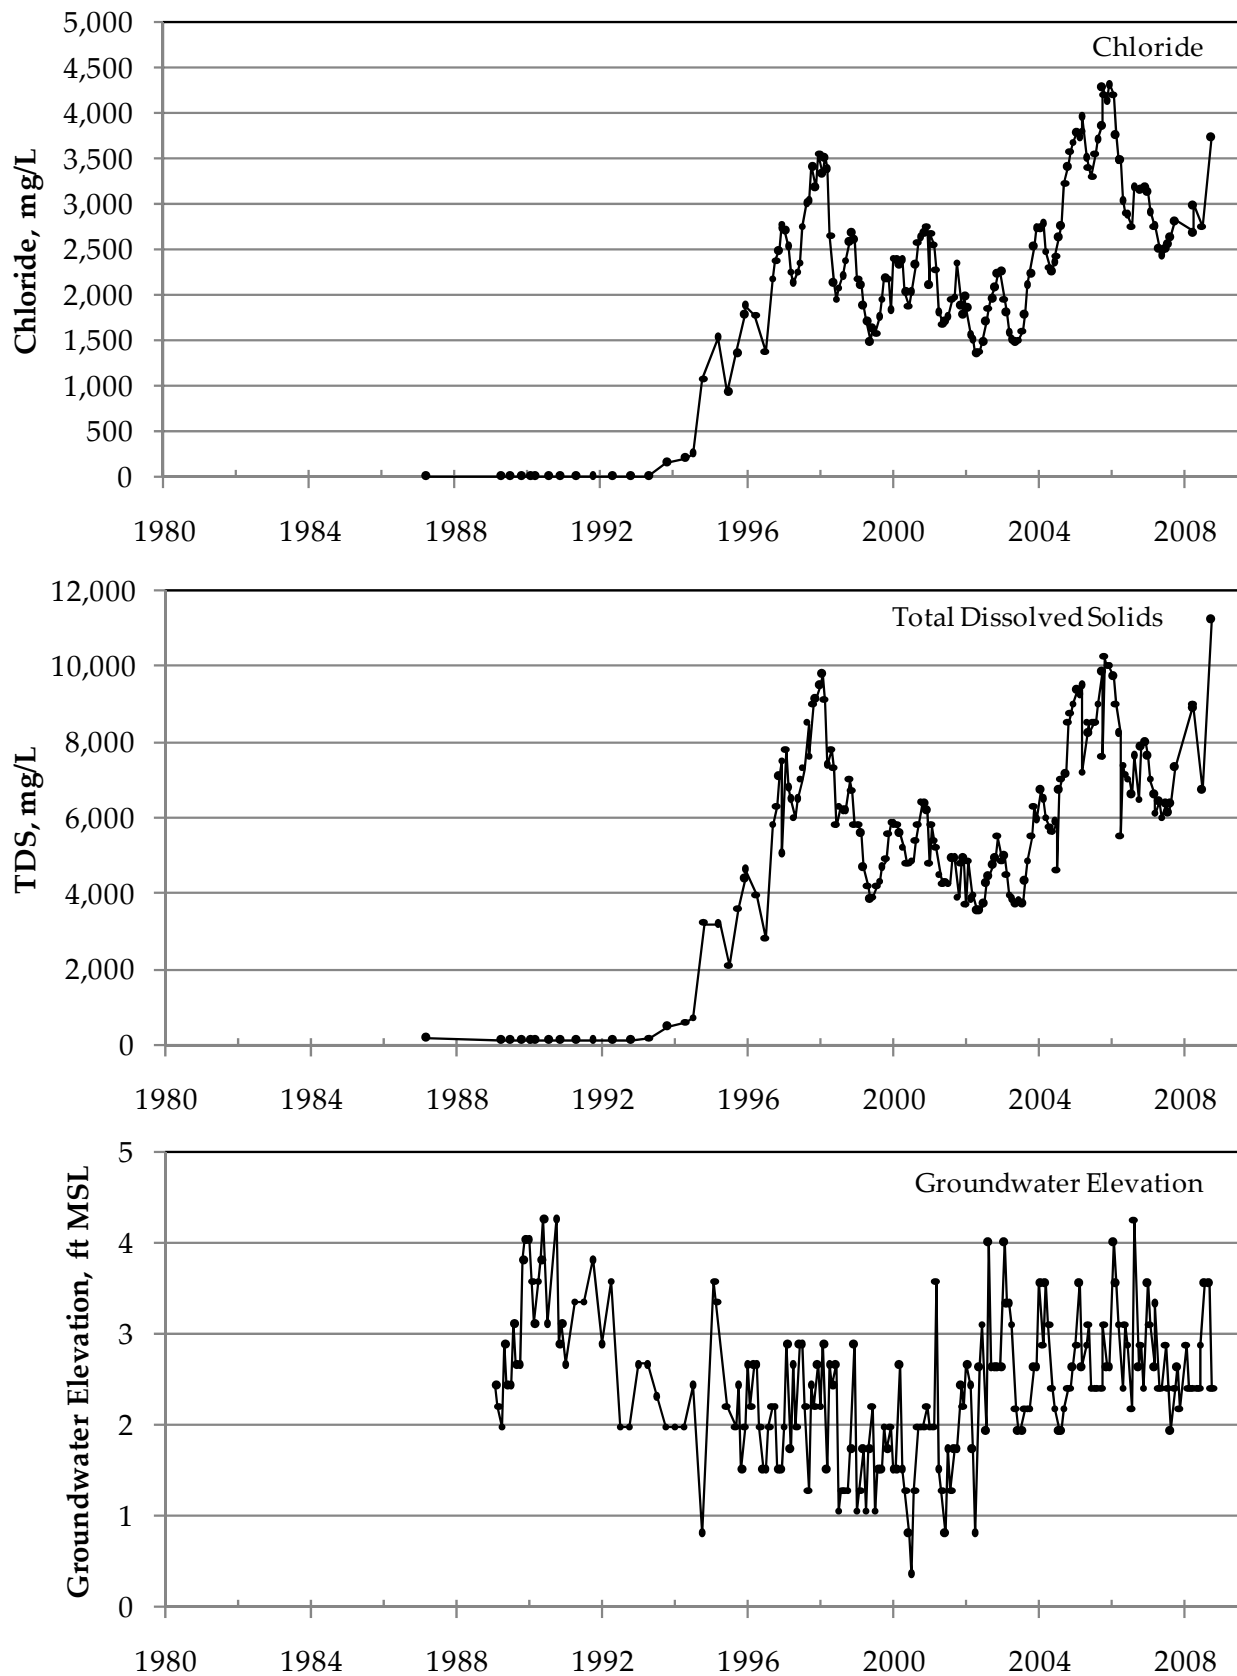 5,000
Chloride
4,500
4,000
3,500
3,000
2,500
2,000
1,500
1,000
500
0
Chloride, mg/L
1980 1984 1988 1992 1996 2000 2004 2008
12,000
Total Dissolved Solids
10,000
8,000
6,000
4,000
2,000
0
TDS, mg/L
1980 1984 1988 1992 1996 2000 2004 2008
5
Groundwater Elevation
4
3
2
1
0
Groundwater Elevation, ft MSL
1980 1984 1988 1992 1996 2000 2004 2008